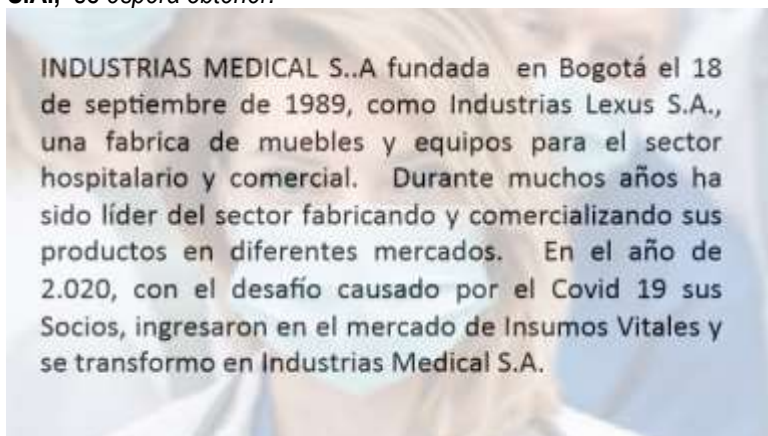 INDUSTRIAS MEDICAL S..A fundada en Bogotá el 18
de septiembre de 1989, como Industrias Lexus S.A.,
una fabrica de muebles y equipos para el sector
hospitalario y comercial. Durante muchos años ha
sido líder del sector fabricando y comercializando sus
productos en diferentes mercados. En el año de
2.020, con el desafío causado por el Covid 19 sus
Socios, ingresaron en el mercado de Insumos Vitales y
se transformo en Industrias Medical S.A.